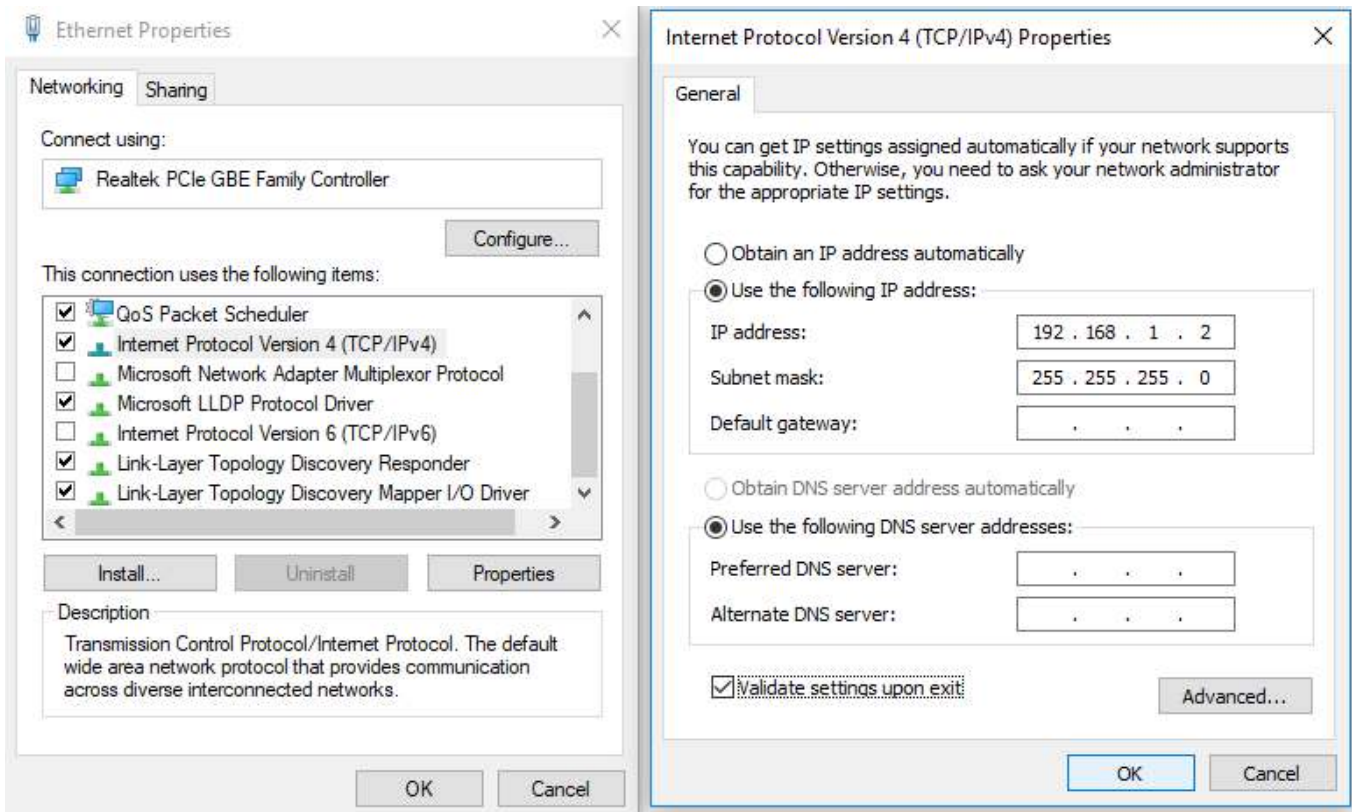 Ethernet Properties
Networking
Sharing
Connect using:
Realtek PCIe GBE Family Controller
Configure...
This connection uses the following items:
QoS Packet Scheduler
Internet Protocol Version 4 (TCP/IPv4)
Microsoft Network Adapter Multiplexor Protocol
Microsoft LLDP Protocol Driver
Internet Protocol Version 6 (TCP/IPv6)
Link-Layer Topology Discovery Responder
Link-Layer Topology Discovery Mapper I/O Driver
Install...
Uninstall
Properties
Description
Transmission Control Protocol/Internet Protocol. The default
wide area network protocol that provides communication
across diverse interconnected networks.
OK
Cancel
Internet Protocol Version 4 (TCP/IPv4) Properties
General
You can get IP settings assigned automatically if your network supports
this capability. Otherwise, you need to ask your network administrator
for the appropriate IP settings.
Obtain an IP address automatically
Use the following IP address:
IP address:
192 . 168 . 1 . 2
Subnet mask:
255 . 255 . 255 . 0
Default gateway:
. . .
Obtain DNS server address automatically
Use the following DNS server addresses:
Preferred DNS server:
. . .
Alternate DNS server:
. . .
Validate settings upon exit
Advanced...
OK
Cancel